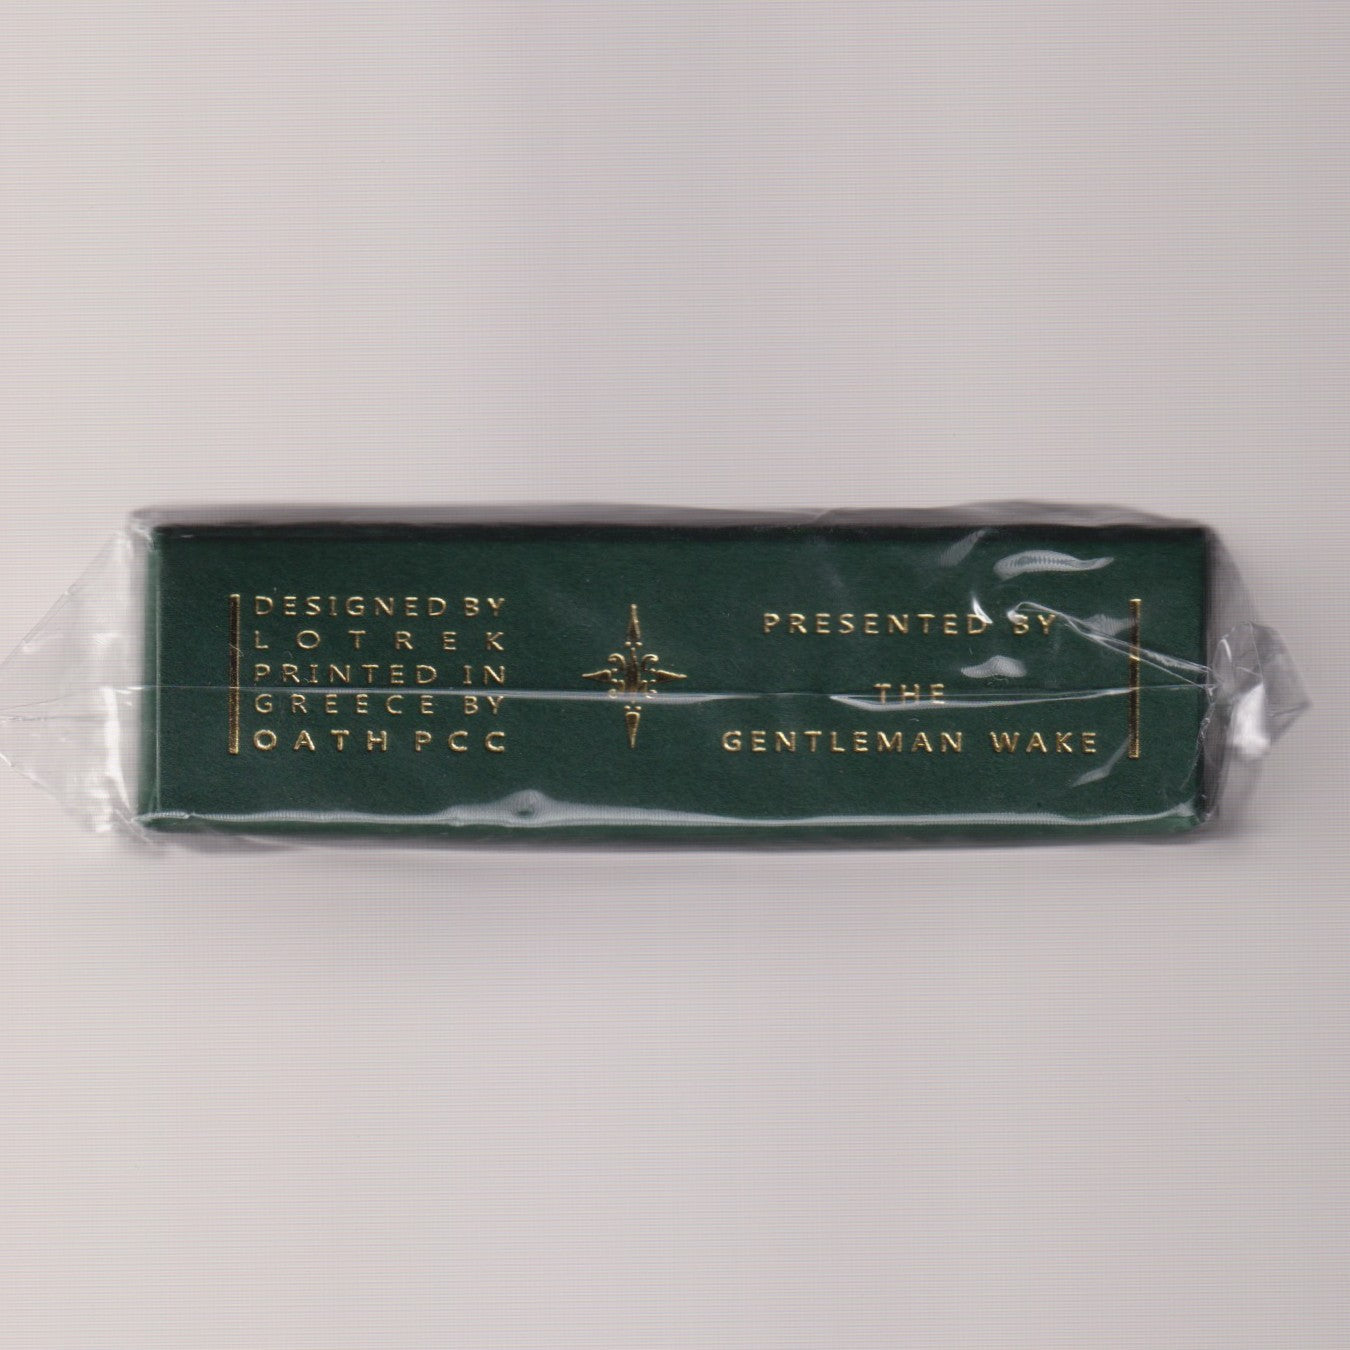 DESIGNED BY
LOTREK
PRINTED IN
GREECE BY
OATH PCC
PRESENTED BY
THE
GENTLEMAN WAKE